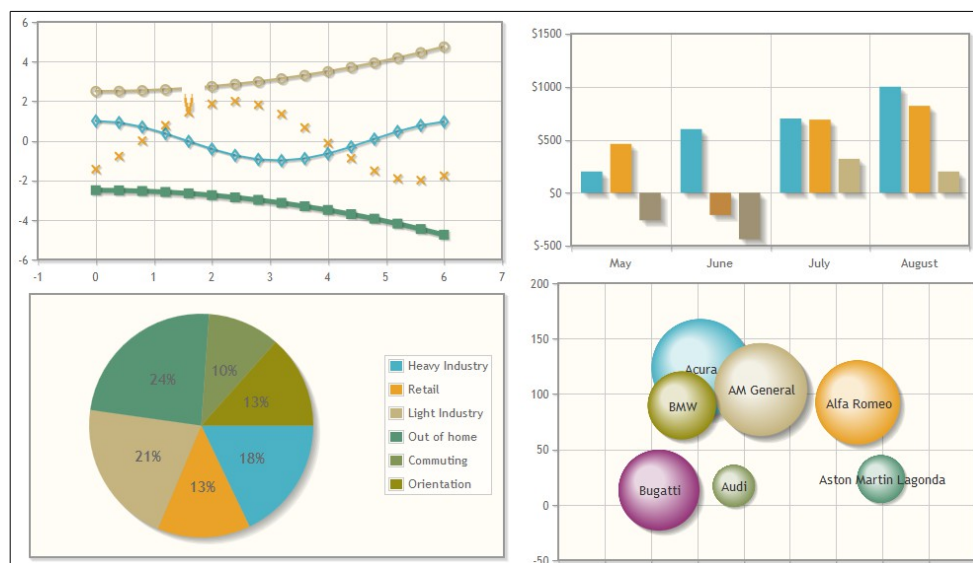 6
4
2
0
-2
-4
-6
-1
0
1
2
3
4
5
6
7
$1500
$1000
$500
$0
$-500
May
June
July
August
24%
10%
13%
18%
13%
21%
Heavy Industry
Retail
Light Industry
Out of home
Commuting
Orientation
200
150
100
50
0
-50
Acura
AM General
BMW
Alfa Romeo
Bugatti
Audi
Aston Martin Lagonda